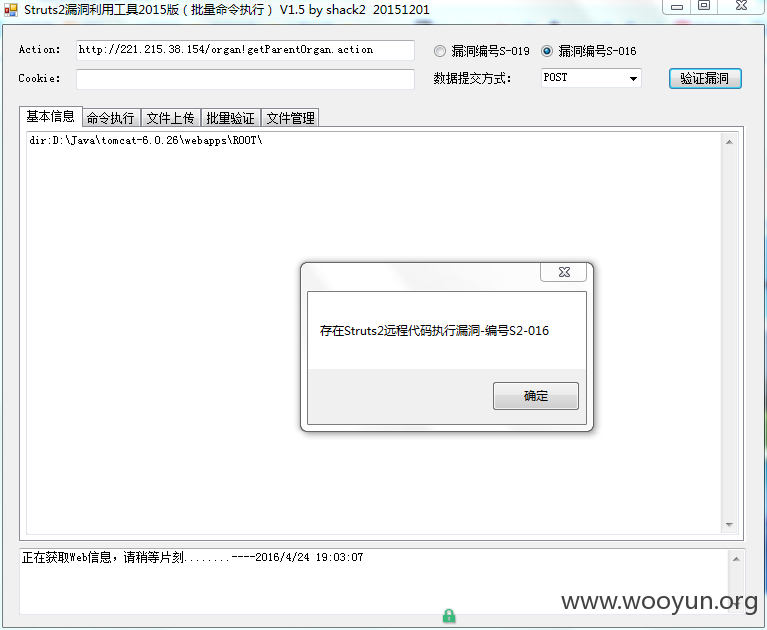 Struts2漏洞利用工具2015版（批量命令执行） V1.5 by shack2 20151201
Action: http://221.215.38.154/organ!getParentOrgan.action 漏洞编号S-019 漏洞编号S-016
Cookie: 数据提交方式: POST 验证漏洞
基本信息 命令执行 文件上传 批量验证 文件管理
dir:D:\Java\tomcat-6.0.26\webapps\ROOT\
存在Struts2远程代码执行漏洞-编号S2-016
确定
正在获取Web信息，请稍等片刻........----2016/4/24 19:03:07
www.wooyun.org